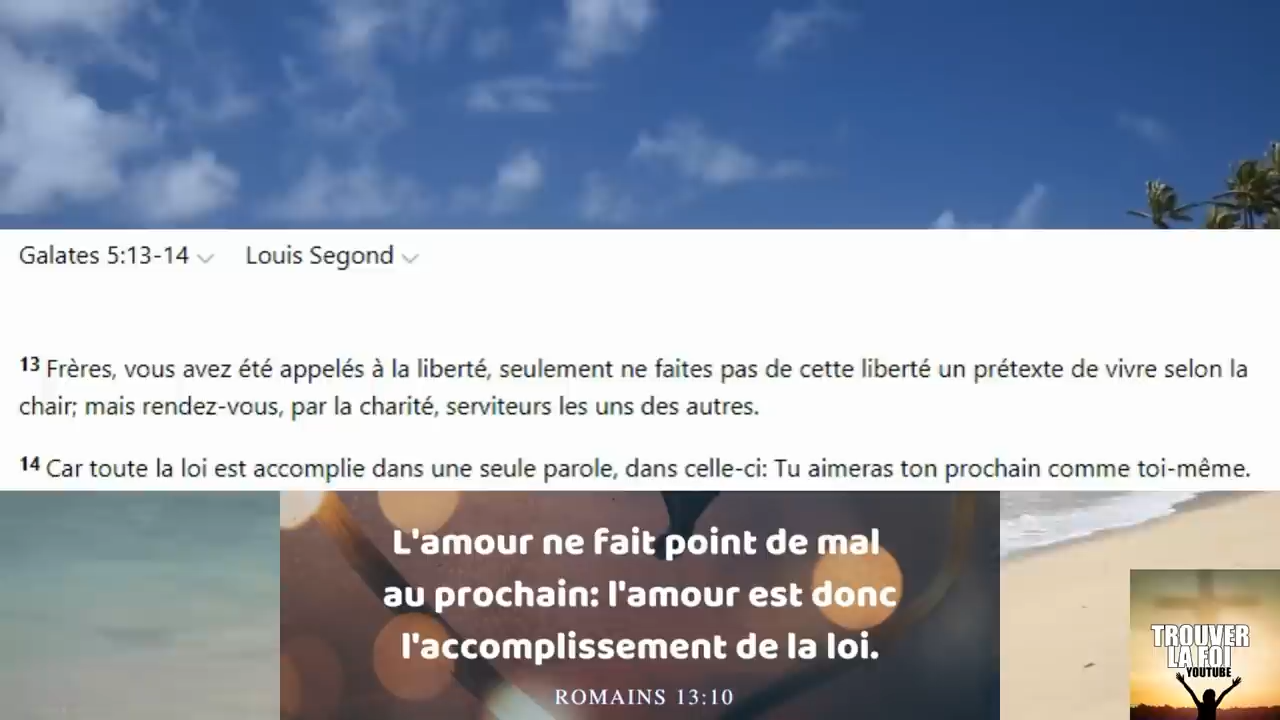 Galates 5:13-14 Louis Segond
13 Frères, vous avez été appelés à la liberté, seulement ne faites pas de cette liberté un prétexte de vivre selon la
chair; mais rendez-vous, par la charité, serviteurs les uns des autres.
14 Car toute la loi est accomplie dans une seule parole, dans celle-ci: Tu aimeras ton prochain comme toi-même.
L'amour ne fait point de mal
au prochain: l'amour est donc
l'accomplissement de la loi.
ROMAINS 13:10
TROUVER
LA FOI
YOUTUBE